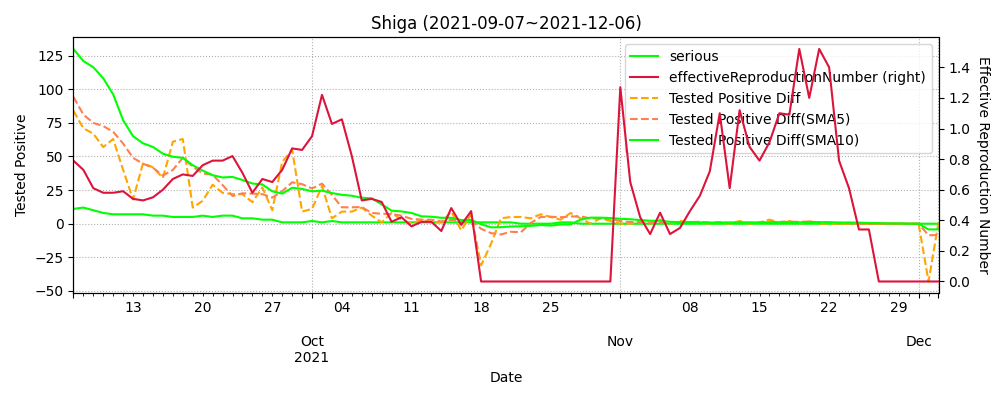 Shiga (2021-09-07~2021-12-06)
serious
effectiveReproductionNumber (right)
Tested Positive Diff
Tested Positive Diff(SMA5)
Tested Positive Diff(SMA10)
Tested Positive
125
100
75
50
25
0
−25
−50
Effective Reproduction Number
1.4
1.2
1.0
0.8
0.6
0.4
0.2
0.0
13 20 27 04 11 18 25 08 15 22 29
Oct Nov Dec
2021
Date